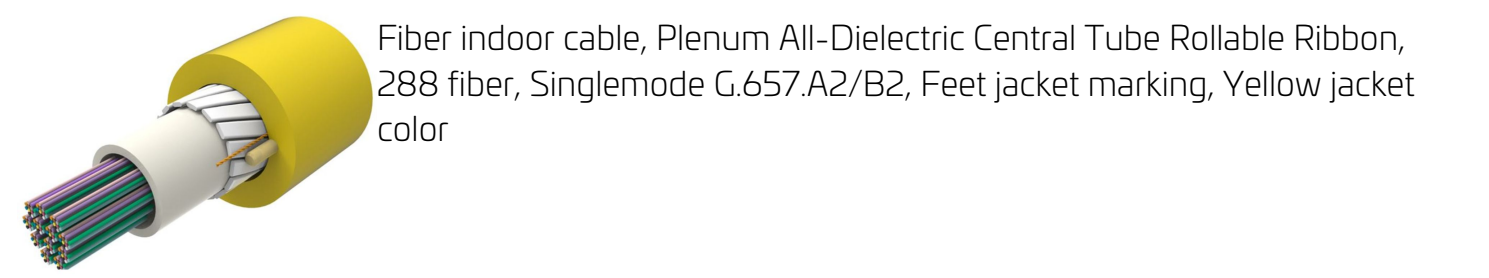 Fiber indoor cable, Plenum All-Dielectric Central Tube Rollable Ribbon,
288 fiber, Singlemode G.657.A2/B2, Feet jacket marking, Yellow jacket
color